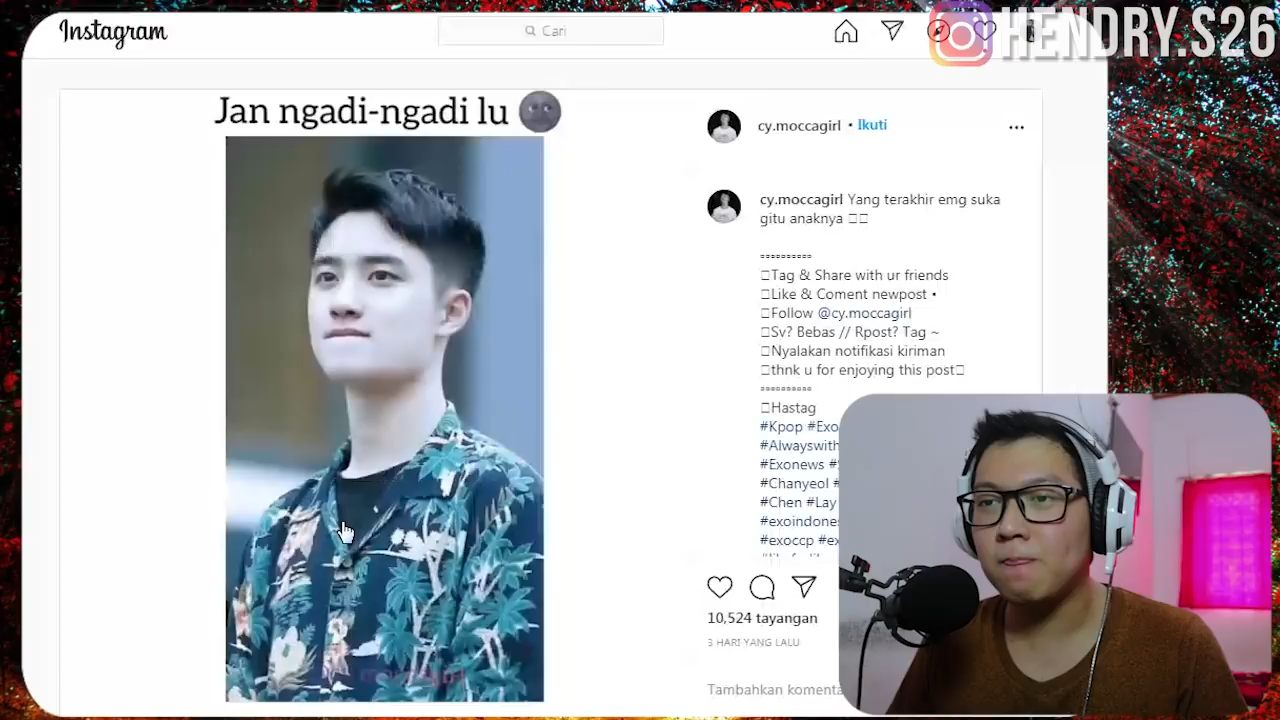 Instagram
Cari
HENDRY.S26
Jan ngadi-ngadi lu
cy.moccagirl • Ikuti
cy.moccagirl Yang terakhir emg suka
gitu anaknya
Tag & Share with ur friends
Like & Coment newpost •
Follow @cy.moccagirl
Sv? Bebas // Rpost? Tag ~
Nyalakan notifikasi kiriman
thnk u for enjoying this post
Hastag
#Kpop #Exo
#Alwayswith
#Exonews
#Chanyeol #
#Chen #Lay
#exoindone
#exoccp #ex
10,524 tayangan
3 HARI YANG LALU
Tambahkan komenta